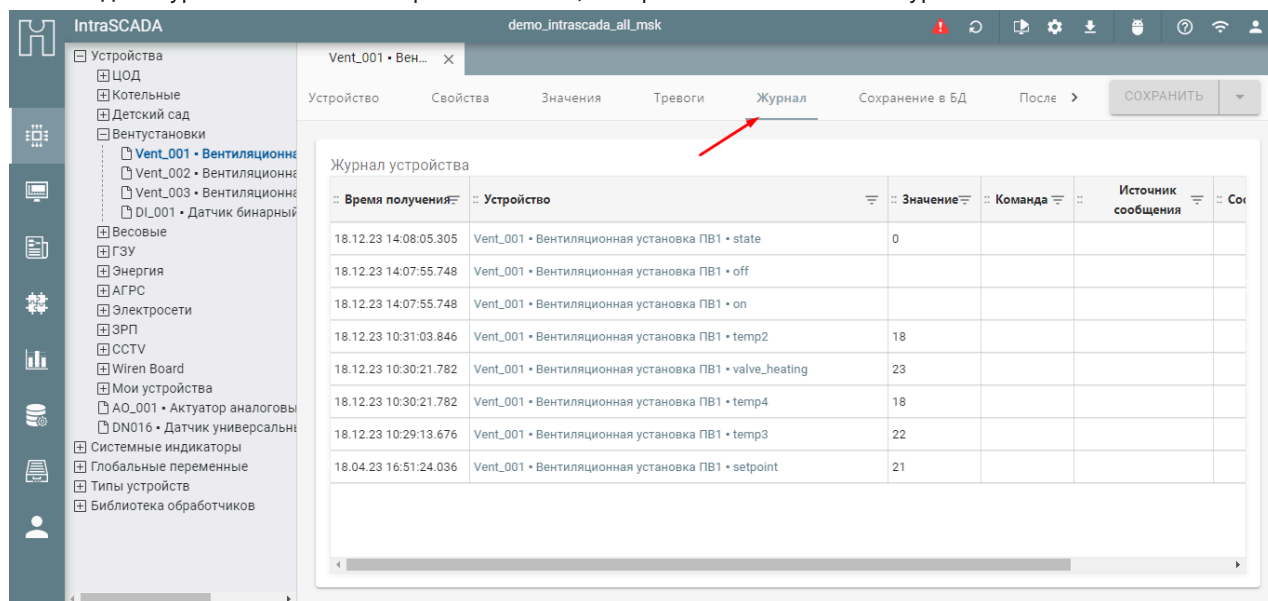 IntraSCADA
demo_intrascada_all_msk
Устройства
ЦОД
Котельные
Детский сад
Вентустановки
Vent_001 • Вентиляционна
Vent_002 • Вентиляционна
Vent_003 • Вентиляционна
DI_001 • Датчик бинарный
Весовые
ГЗУ
Энергия
АГРС
Электросети
ЗРП
CCTV
Wiren Board
Мои устройства
AO_001 • Актуатор аналоговы
DN016 • Датчик универсальн
Системные индикаторы
Глобальные переменные
Типы устройств
Библиотека обработчиков
Vent_001 • Вен...
Устройство Свойства Значения Тревоги Журнал Сохранение в БД После СОХРАНИТЬ
Журнал устройства
Время получения Устройство Значение Команда Источник сообщения Соо
18.12.23 14:08:05.305 Vent_001 • Вентиляционная установка ПВ1 • state 0
18.12.23 14:07:55.748 Vent_001 • Вентиляционная установка ПВ1 • off
18.12.23 14:07:55.748 Vent_001 • Вентиляционная установка ПВ1 • on
18.12.23 10:31:03.846 Vent_001 • Вентиляционная установка ПВ1 • temp2 18
18.12.23 10:30:21.782 Vent_001 • Вентиляционная установка ПВ1 • valve_heating 23
18.12.23 10:30:21.782 Vent_001 • Вентиляционная установка ПВ1 • temp4 18
18.12.23 10:29:13.676 Vent_001 • Вентиляционная установка ПВ1 • temp3 22
18.04.23 16:51:24.036 Vent_001 • Вентиляционная установка ПВ1 • setpoint 21